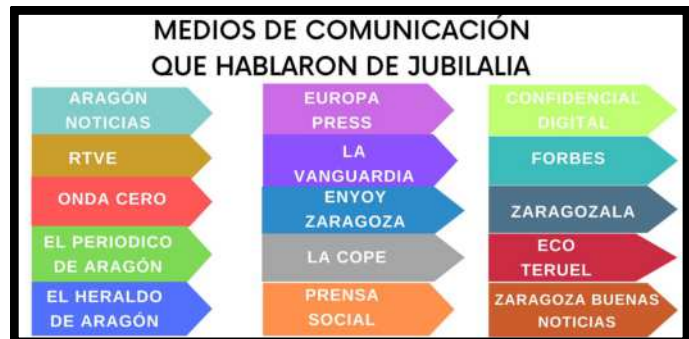 MEDIOS DE COMUNICACIÓN
QUE HABLARON DE JUBILALIA
ARAGÓN
NOTICIAS
RTVE
ONDA CERO
EL PERIODICO
DE ARAGÓN
EL HERALDO
DE ARAGÓN
EUROPA
PRESS
LA
VANGUARDIA
ENYOY
ZARAGOZA
LA COPE
PRENSA
SOCIAL
CONFIDENCIAL
DIGITAL
FORBES
ZARAGOZALA
ECO
TERUEL
ZARAGOZA BUENAS
NOTICIAS